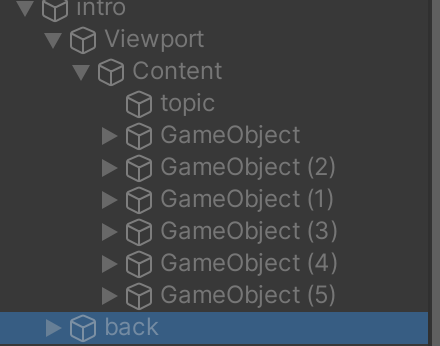 intro
Viewport
Content
topic
GameObject
GameObject (2)
GameObject (1)
GameObject (3)
GameObject (4)
GameObject (5)
back